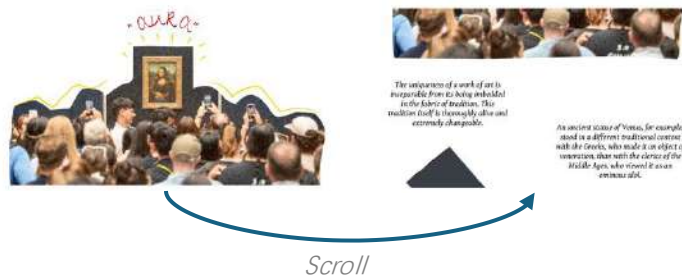 "aura"
The uniqueness of a work of art is
inseparable from its being imbedded
in the fabric of tradition. This
tradition itself is thoroughly alive and
extremely changeable.
An ancient statue of Venus, for example,
stood in a different traditional context
with the Greeks, who made it an object of
veneration, than with the clerics of the
Middle Ages, who viewed it as an
ominous idol.
Scroll